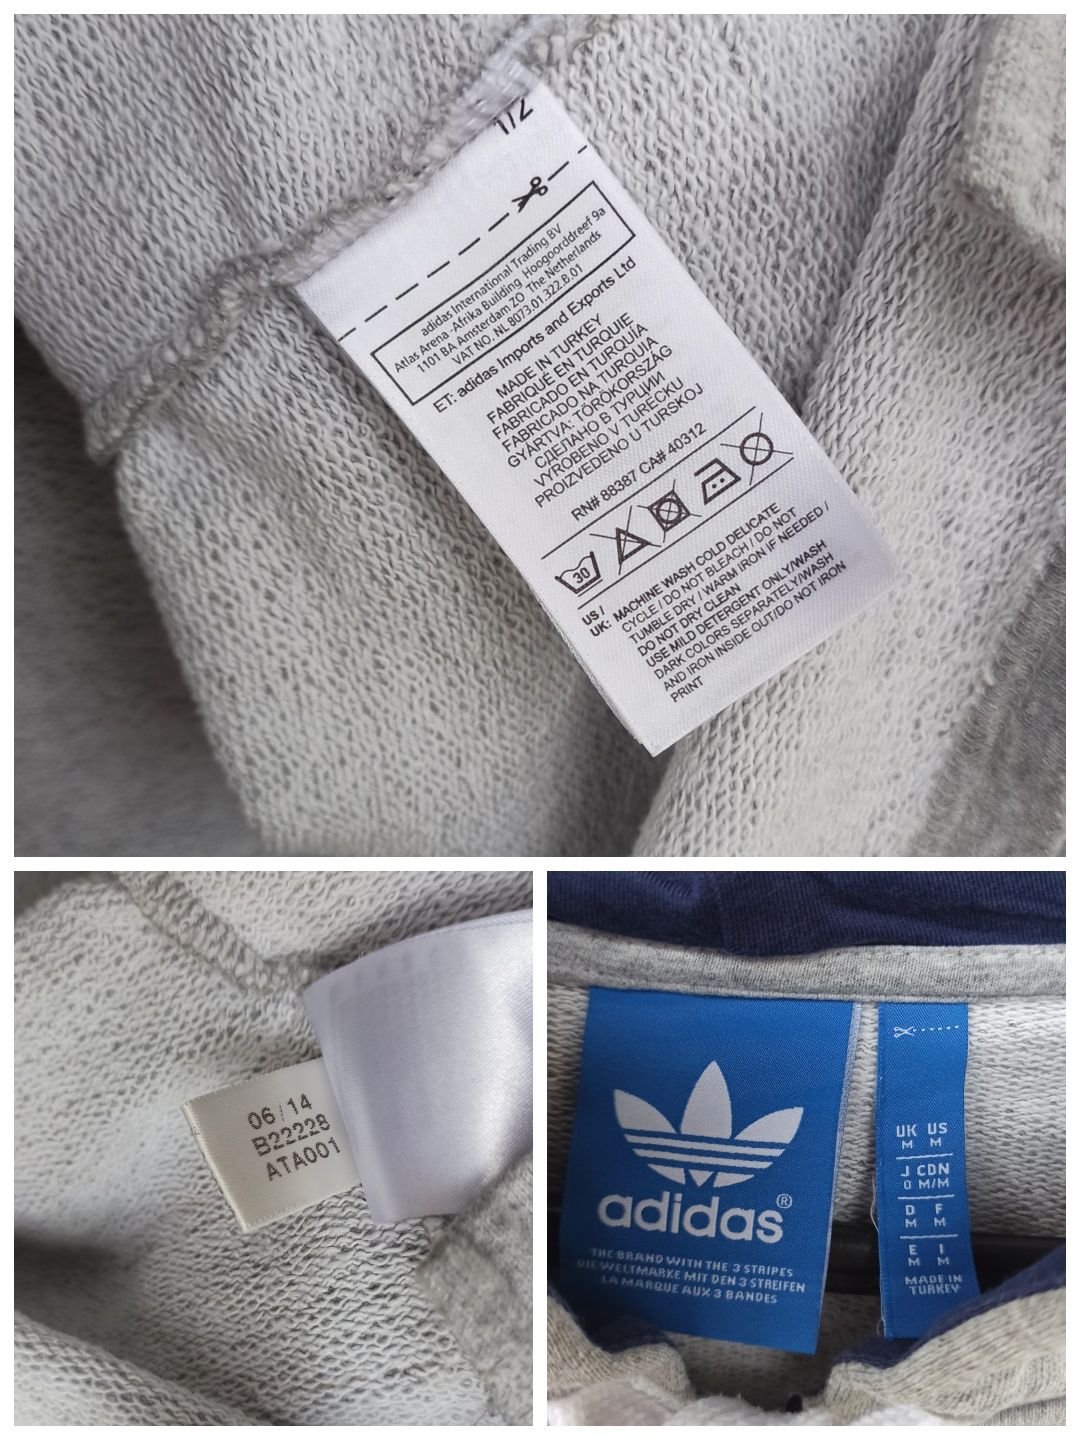 1/2
adidas International Trading BV
Atlas Arena -Afrika Building Hoogoorddreef 9a
1101 BA Amsterdam ZO The Netherlands
VAT NO. NL 8073.01.322.B.01
ET: adidas Imports and Exports Ltd
MADE IN TURKEY
FABRIQUÉ EN TURQUIE
FABRICADO EN TURQUÍA
FABRICADO NA TURQUIA
GYÁRTVA: TÖRÖKORSZÁG
СДЕЛАНО В ТУРЦИИ
VYROBENO V TURECKU
PROIZVEDENO U TURSKOJ
RN# 88387 CA# 40312
30
US /
UK: MACHINE WASH COLD DELICATE
CYCLE / DO NOT BLEACH / DO NOT
TUMBLE DRY / WARM IRON IF NEEDED /
DO NOT DRY CLEAN
USE MILD DETERGENT ONLY/WASH
DARK COLORS SEPARATELY/WASH
AND IRON INSIDE OUT/DO NOT IRON
PRINT
06/14
B22228
ATA001
adidas®
THE BRAND WITH THE 3 STRIPES
DIE WELTMARKE MIT DEN 3 STREIFEN
LA MARQUE AUX 3 BANDES
UK US
M M
J CDN
O M/M
D F
M M
E I
M M
MADE IN
TURKEY